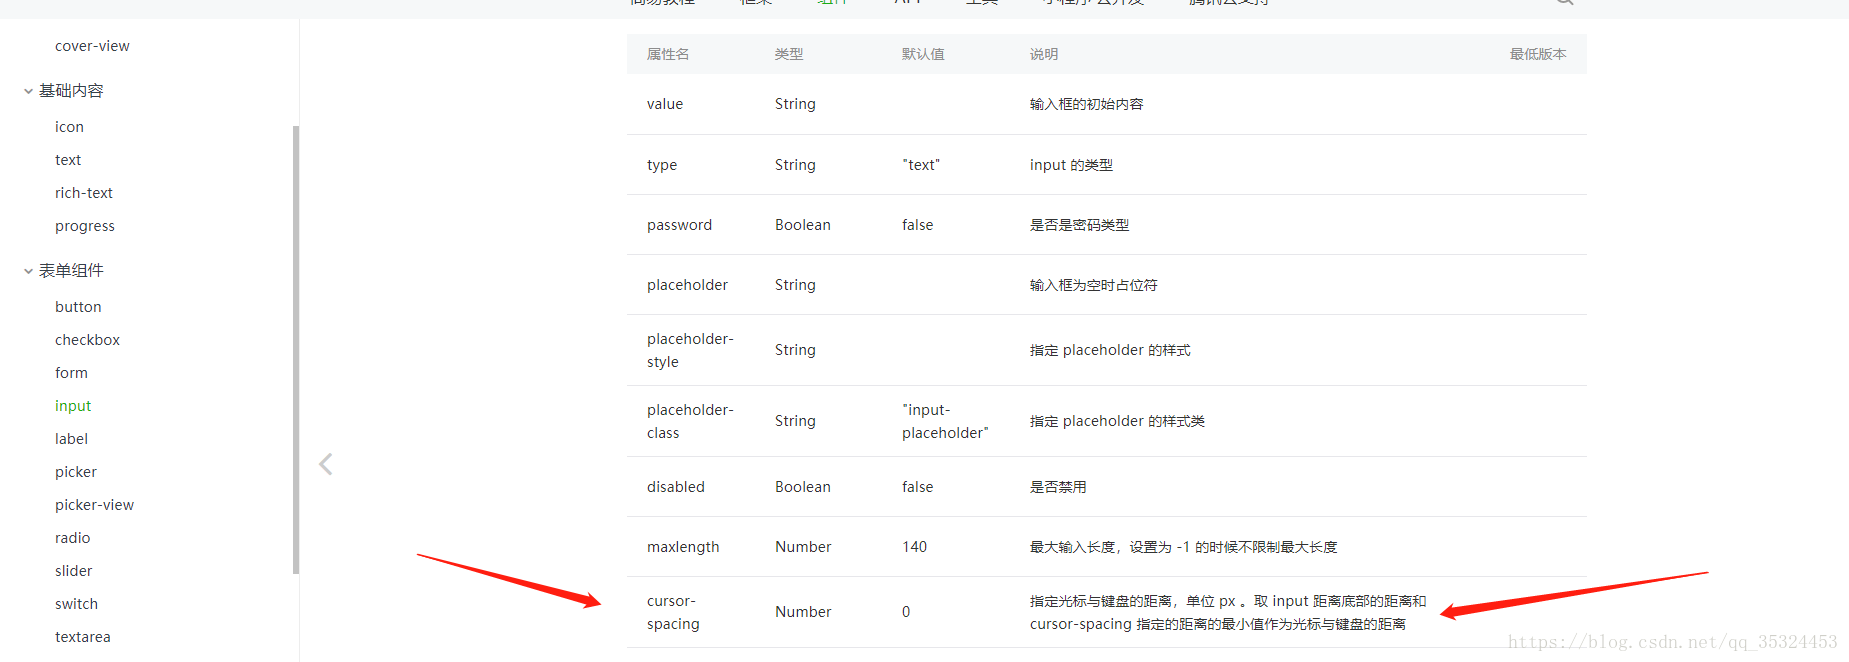 简易教程 框架 组件 API 工具 小程序云开发 腾讯云支持
cover-view
基础内容
icon
text
rich-text
progress
表单组件
button
checkbox
form
input
label
picker
picker-view
radio
slider
switch
textarea
属性名 类型 默认值 说明 最低版本
value String 输入框的初始内容
type String "text" input 的类型
password Boolean false 是否是密码类型
placeholder String 输入框为空时占位符
placeholder-
style String 指定 placeholder 的样式
placeholder-
class String "input-
placeholder" 指定 placeholder 的样式类
disabled Boolean false 是否禁用
maxlength Number 140 最大输入长度，设置为 -1 的时候不限制最大长度
cursor-
spacing Number 0 指定光标与键盘的距离，单位 px 。取 input 距离底部的距离和
cursor-spacing 指定的距离的最小值作为光标与键盘的距离
https://blog.csdn.net/qq_35324453